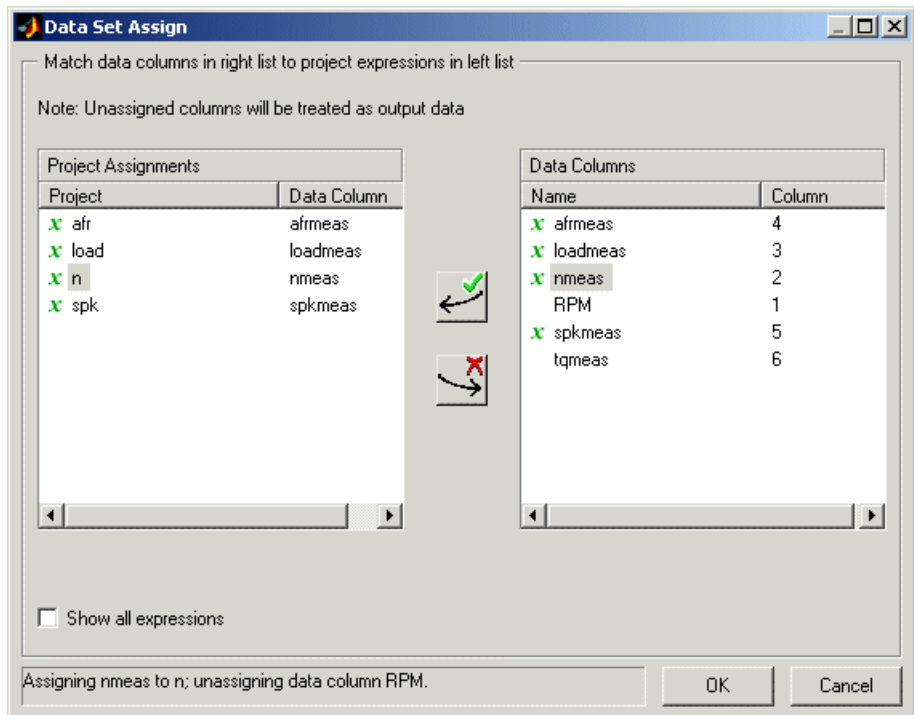 Data Set Assign
Match data columns in right list to project expressions in left list
Note: Unassigned columns will be treated as output data
Project Assignments
Project Data Column
x afr afrmeas
x load loadmeas
x n nmeas
x spk spkmeas
Data Columns
Name Column
x afrmeas 4
x loadmeas 3
x nmeas 2
RPM 1
x spkmeas 5
tqmeas 6
Show all expressions
Assigning nmeas to n; unassigning data column RPM.
OK Cancel